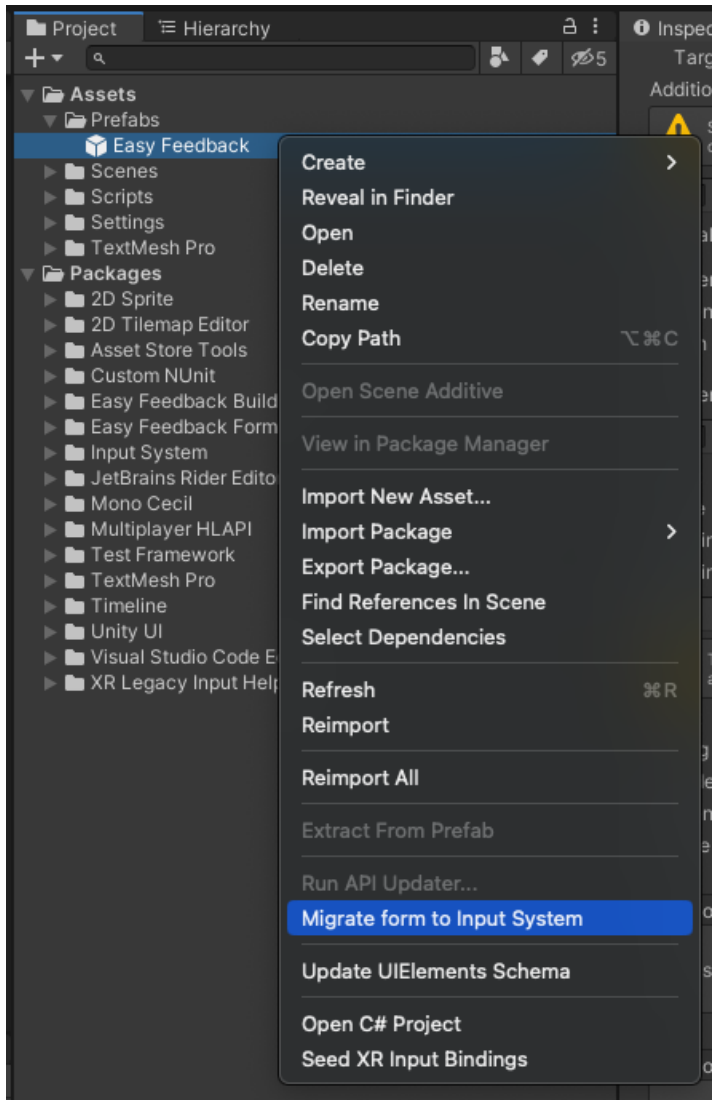 Project
Hierarchy
Inspec
5
Targ
Additio
Assets
Prefabs
Easy Feedback
Scenes
Scripts
Settings
TextMesh Pro
Packages
2D Sprite
2D Tilemap Editor
Asset Store Tools
Custom NUnit
Easy Feedback Build
Easy Feedback Form
Input System
JetBrains Rider Edito
Mono Cecil
Multiplayer HLAPI
Test Framework
TextMesh Pro
Timeline
Unity UI
Visual Studio Code E
XR Legacy Input Help
Create
Reveal in Finder
Open
Delete
Rename
Copy Path ⌥⌘C
Open Scene Additive
View in Package Manager
Import New Asset...
Import Package
Export Package...
Find References In Scene
Select Dependencies
Refresh ⌘R
Reimport
Reimport All
Extract From Prefab
Run API Updater...
Migrate form to Input System
Update UIElements Schema
Open C# Project
Seed XR Input Bindings